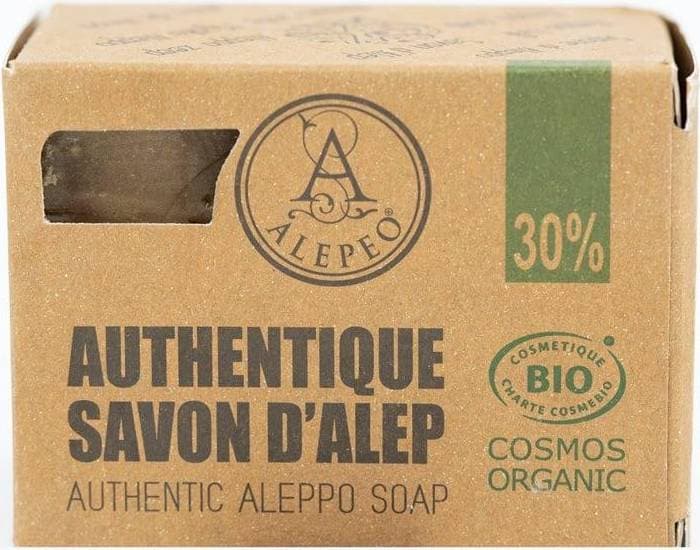 A
ALEPEO®
30%
AUTHENTIQUE
SAVON D'ALEP
AUTHENTIC ALEPPO SOAP
COSMETIQUE
BIO
CHARTE COSMEBIO
COSMOS
ORGANIC